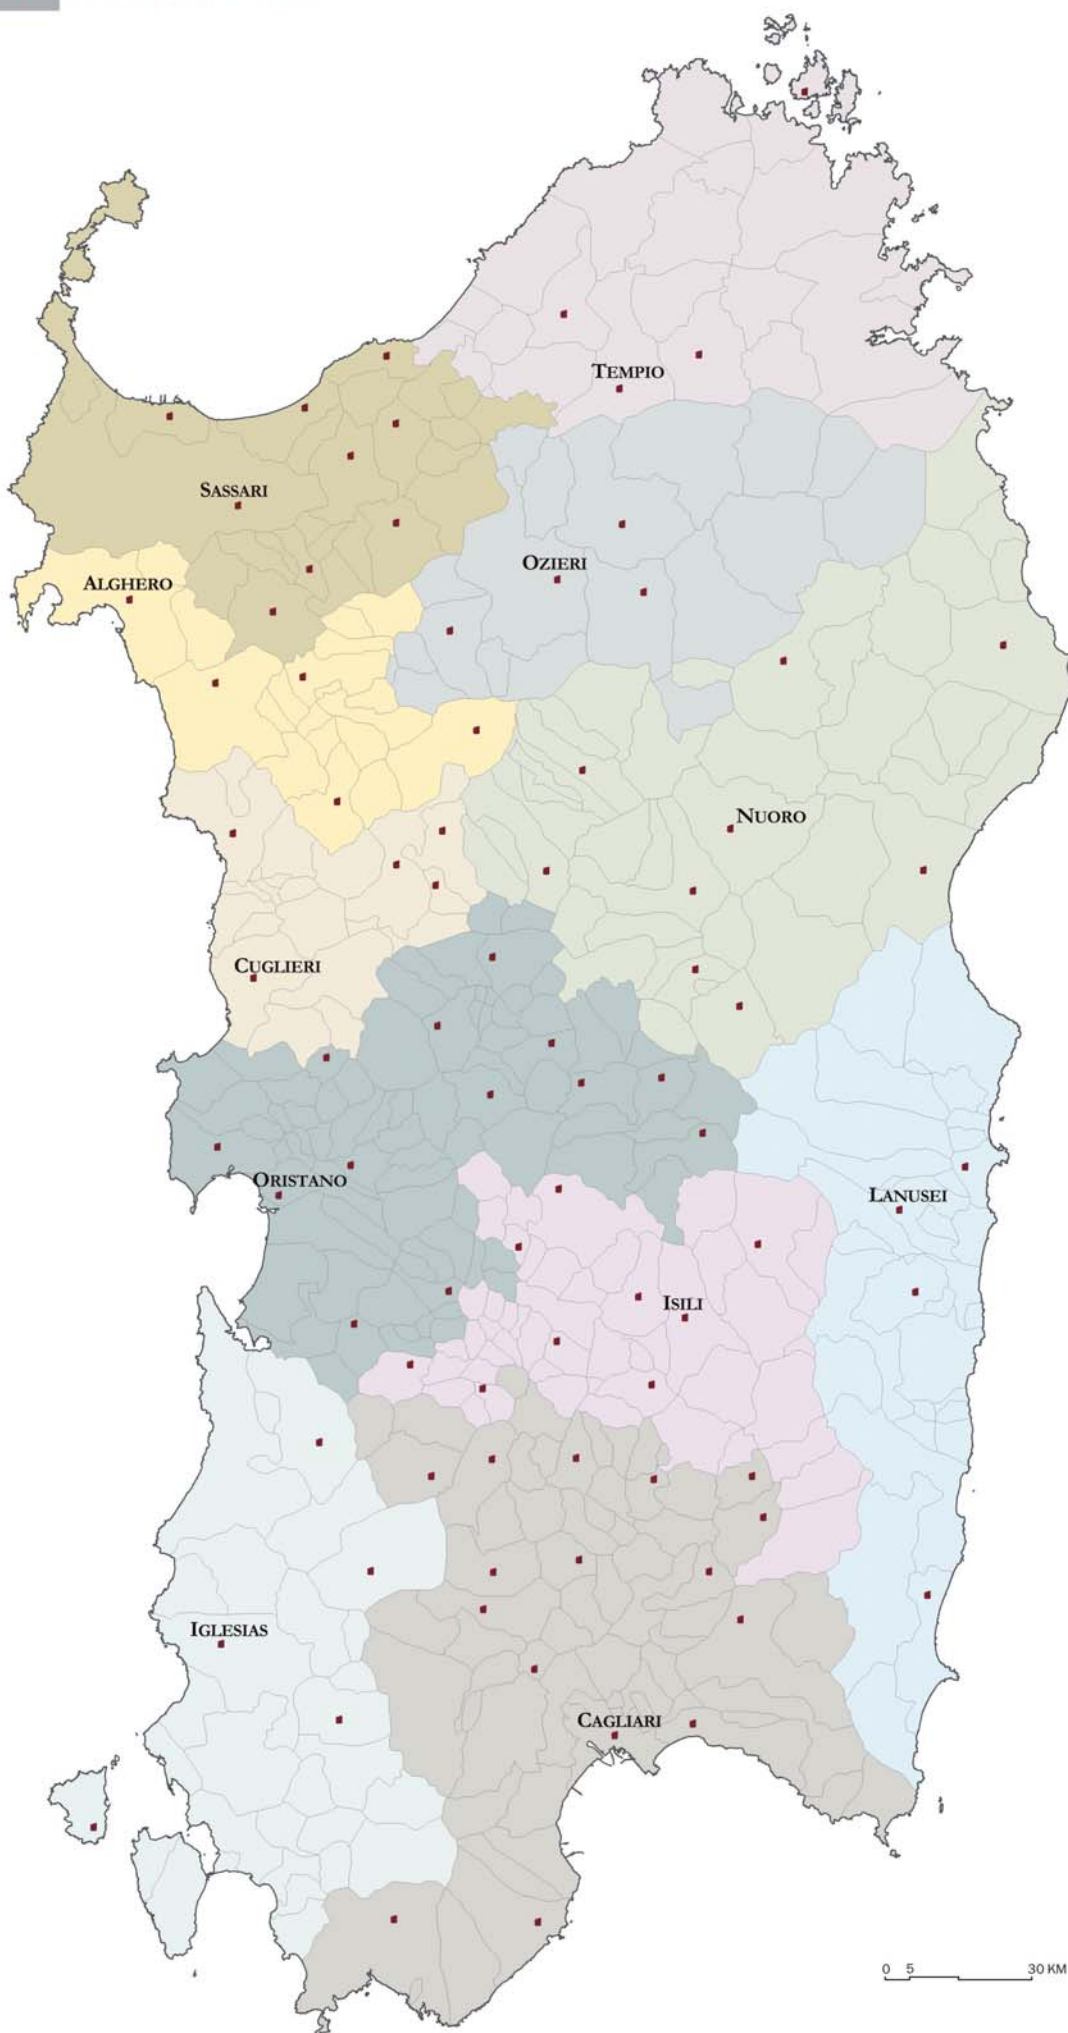 TEMPIO
SASSARI
OZIERI
ALGHERO
NUORO
CUGLIERI
ORISTANO
LANUSEI
ISILI
IGLESIAS
CAGLIARI
0 5 30 KM